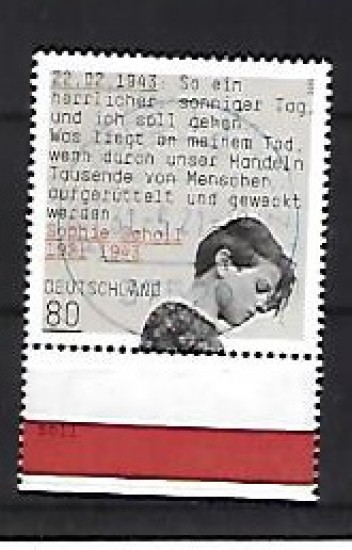 22.02.1943: So ein
herrlicher, sonniger Tag,
und ich soll gehen.
Was liegt an meinem Tod,
wenn durch unser Handeln
Tausende von Menschen
aufgerüttelt und geweckt
werden.
Sophie Scholl
1921 1943
DEUTSCHLAND
80